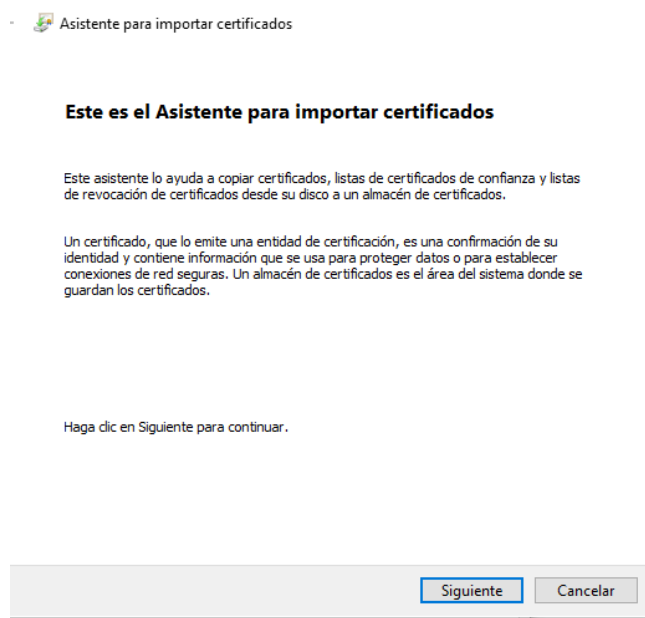 Asistente para importar certificados
Este es el Asistente para importar certificados
Este asistente lo ayuda a copiar certificados, listas de certificados de confianza y listas
de revocación de certificados desde su disco a un almacén de certificados.
Un certificado, que lo emite una entidad de certificación, es una confirmación de su
identidad y contiene información que se usa para proteger datos o para establecer
conexiones de red seguras. Un almacén de certificados es el área del sistema donde se
guardan los certificados.
Haga clic en Siguiente para continuar.
Siguiente Cancelar